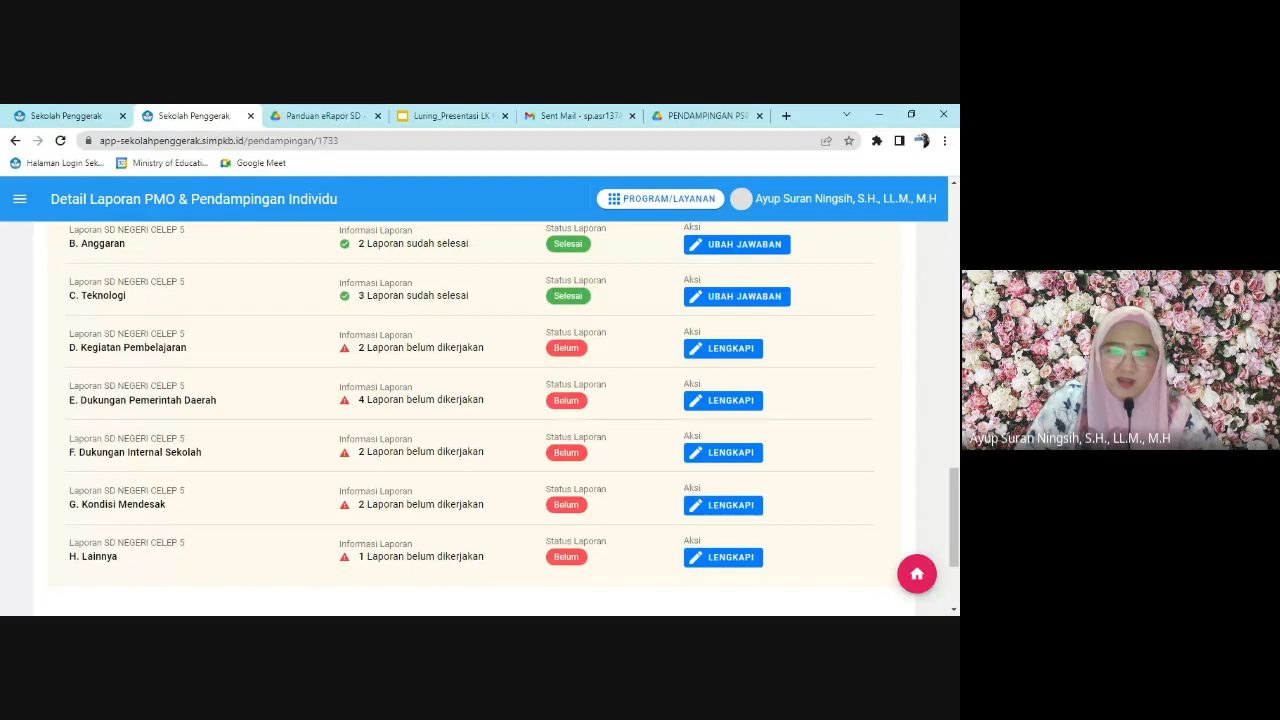 Sekolah Penggerak
Sekolah Penggerak
Panduan eRapor SD -
Luring_Presentasi LK
Sent Mail - sp.asr137
PENDAMPINGAN PSP
app-sekolahpenggerak.simpkb.id/pendampingan/1733
Halaman Login Sek...
Ministry of Educati...
Google Meet
Detail Laporan PMO & Pendampingan Individu
PROGRAM/LAYANAN
Ayup Suran Ningsih, S.H., LL.M., M.H
Laporan SD NEGERI CELEP 5
B. Anggaran
Informasi Laporan
2 Laporan sudah selesai
Status Laporan
Selesai
Aksi
UBAH JAWABAN
Laporan SD NEGERI CELEP 5
C. Teknologi
Informasi Laporan
3 Laporan sudah selesai
Status Laporan
Selesai
Aksi
UBAH JAWABAN
Laporan SD NEGERI CELEP 5
D. Kegiatan Pembelajaran
Informasi Laporan
2 Laporan belum dikerjakan
Status Laporan
Belum
Aksi
LENGKAPI
Laporan SD NEGERI CELEP 5
E. Dukungan Pemerintah Daerah
Informasi Laporan
4 Laporan belum dikerjakan
Status Laporan
Belum
Aksi
LENGKAPI
Laporan SD NEGERI CELEP 5
F. Dukungan Internal Sekolah
Informasi Laporan
2 Laporan belum dikerjakan
Status Laporan
Belum
Aksi
LENGKAPI
Laporan SD NEGERI CELEP 5
G. Kondisi Mendesak
Informasi Laporan
2 Laporan belum dikerjakan
Status Laporan
Belum
Aksi
LENGKAPI
Laporan SD NEGERI CELEP 5
H. Lainnya
Informasi Laporan
1 Laporan belum dikerjakan
Status Laporan
Belum
Aksi
LENGKAPI
Ayup Suran Ningsih, S.H., LL.M., M.H